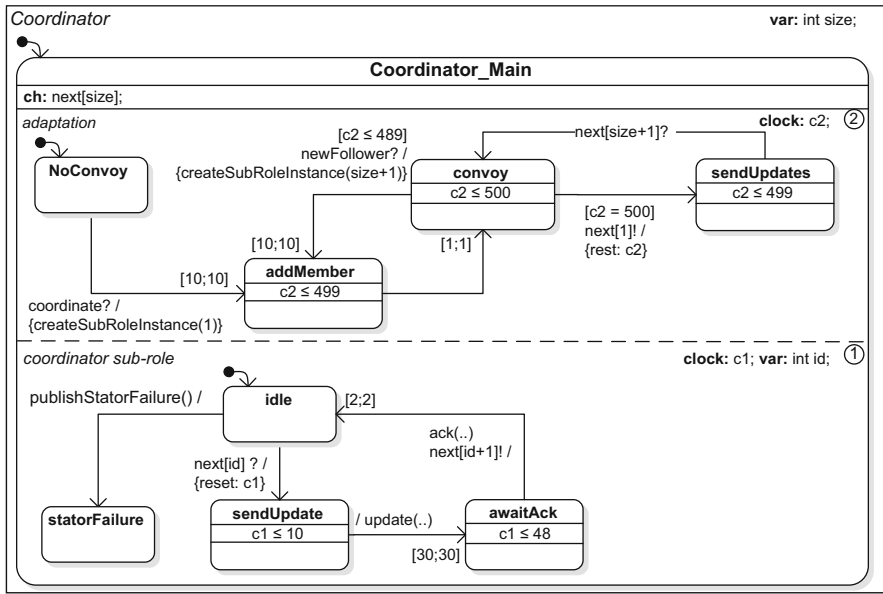 Coordinator
var: int size;
Coordinator_Main
ch: next[size];
adaptation
clock: c2; 2
NoConvoy
[c2 ≤ 489]
newFollower? /
{createSubRoleInstance(size+1)}
convoy
c2 ≤ 500
next[size+1]?
sendUpdates
c2 ≤ 499
[c2 = 500]
next[1]! /
{rest: c2}
[10;10]
[1;1]
[10;10]
addMember
c2 ≤ 499
coordinate? /
{createSubRoleInstance(1)}
coordinator sub-role
clock: c1; var: int id; 1
publishStatorFailure() /
idle
[2;2]
ack(..)
next[id+1]! /
next[id] ? /
{reset: c1}
statorFailure
sendUpdate
c1 ≤ 10
/ update(..)
[30;30]
awaitAck
c1 ≤ 48